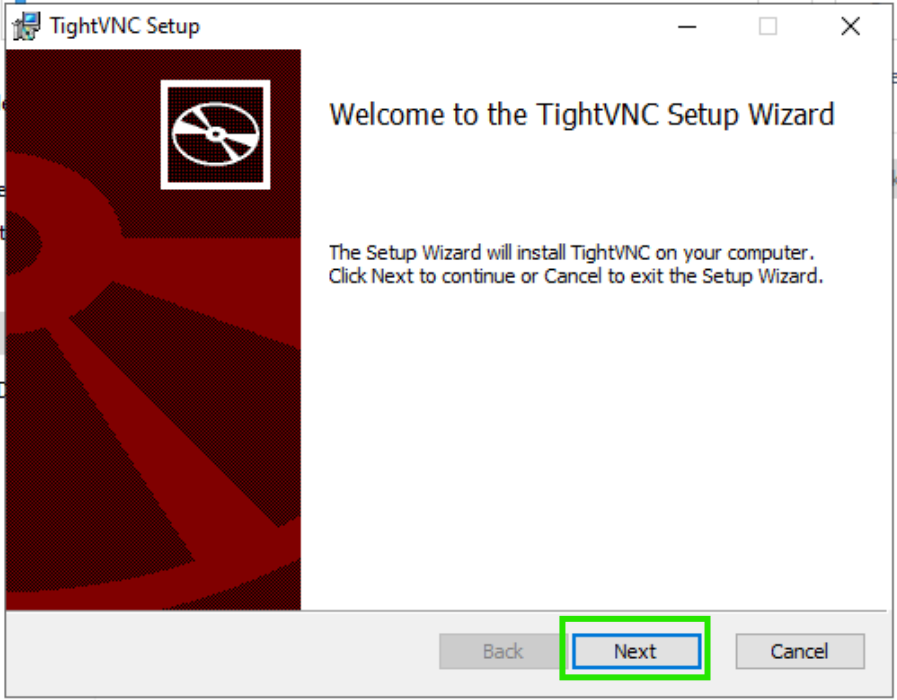 TightVNC Setup
Welcome to the TightVNC Setup Wizard
The Setup Wizard will install TightVNC on your computer.
Click Next to continue or Cancel to exit the Setup Wizard.
Back
Next
Cancel